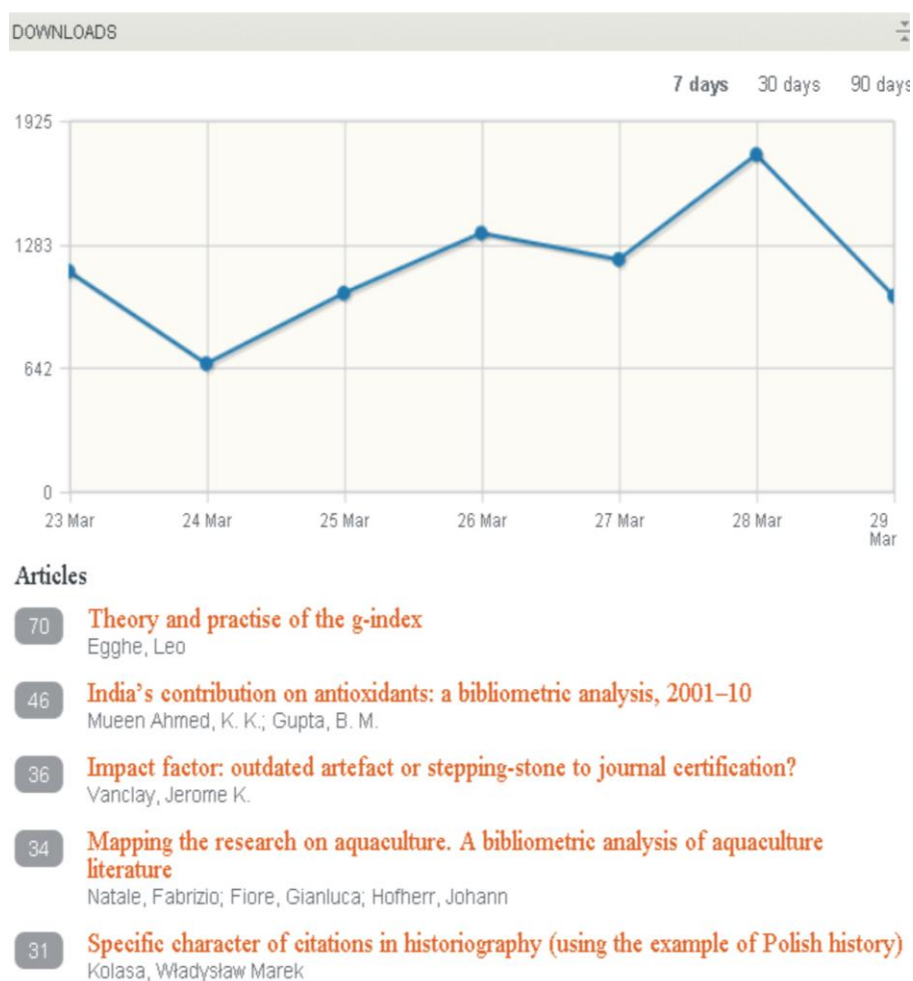 DOWNLOADS
7 days 30 days 90 days
1925
1283
642
0
23 Mar 24 Mar 25 Mar 26 Mar 27 Mar 28 Mar 29
Mar
Articles
70 Theory and practise of the g-index
Egghe, Leo
46 India’s contribution on antioxidants: a bibliometric analysis, 2001–10
Mueen Ahmed, K. K.; Gupta, B. M.
36 Impact factor: outdated artefact or stepping-stone to journal certification?
Vanclay, Jerome K.
34 Mapping the research on aquaculture. A bibliometric analysis of aquaculture
literature
Natale, Fabrizio; Fiore, Gianluca; Hofherr, Johann
31 Specific character of citations in historiography (using the example of Polish history)
Kolasa, Władysław Marek